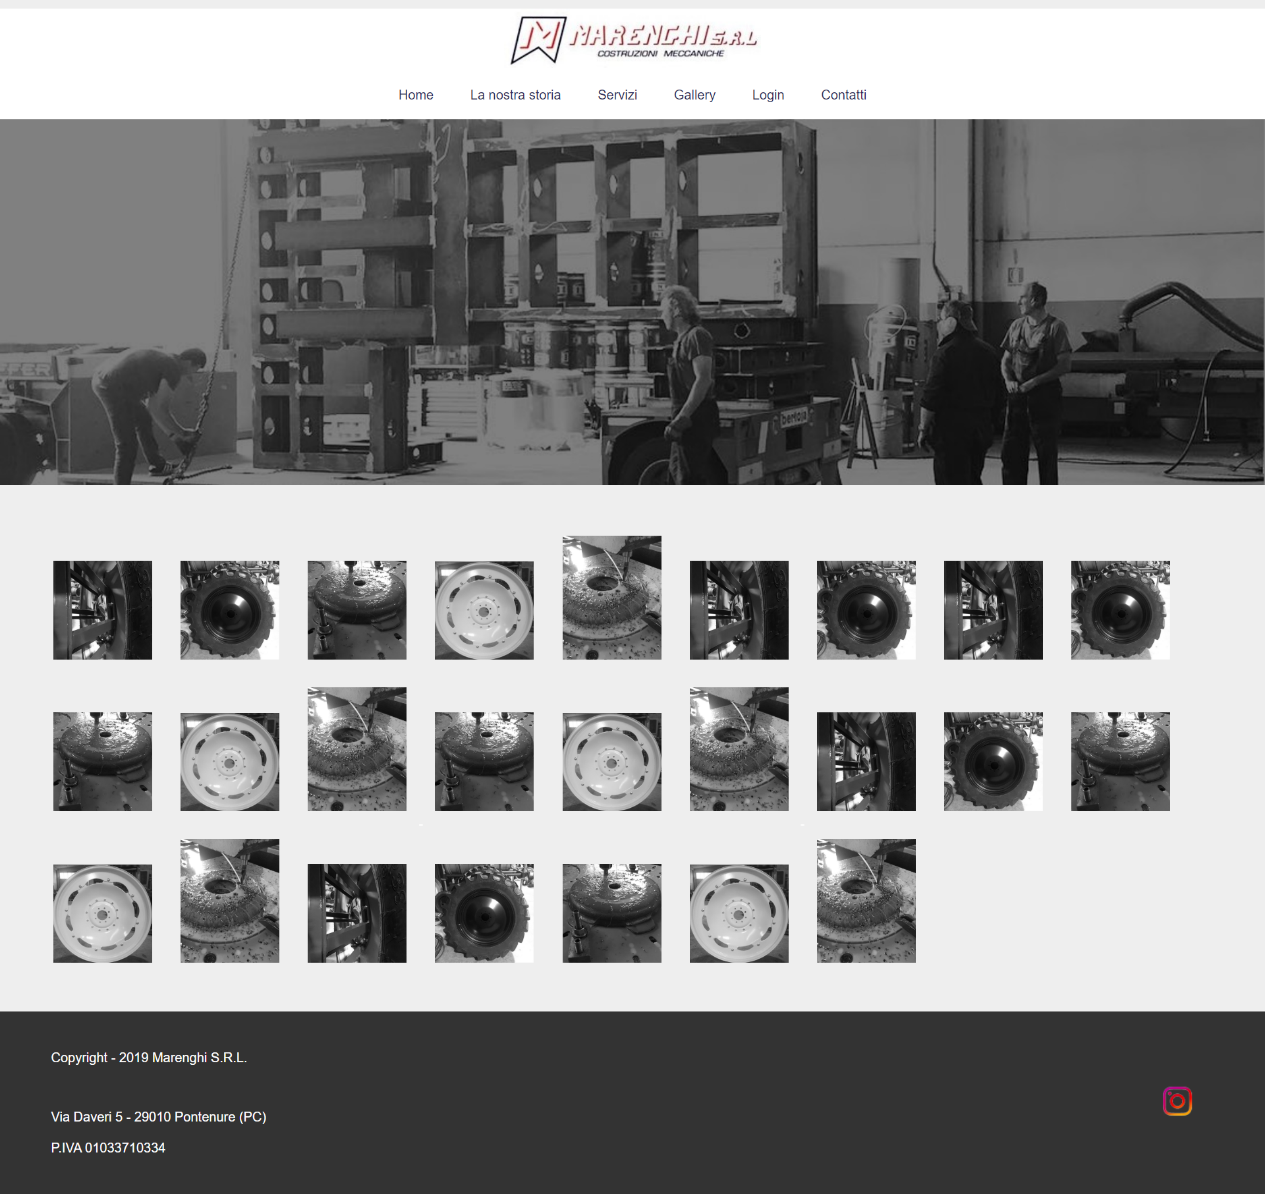 MARENGHI S.R.L
COSTRUZIONI MECCANICHE
Home La nostra storia Servizi Gallery Login Contatti
bertoja
Copyright - 2019 Marenghi S.R.L.
Via Daveri 5 - 29010 Pontenure (PC)
P.IVA 01033710334